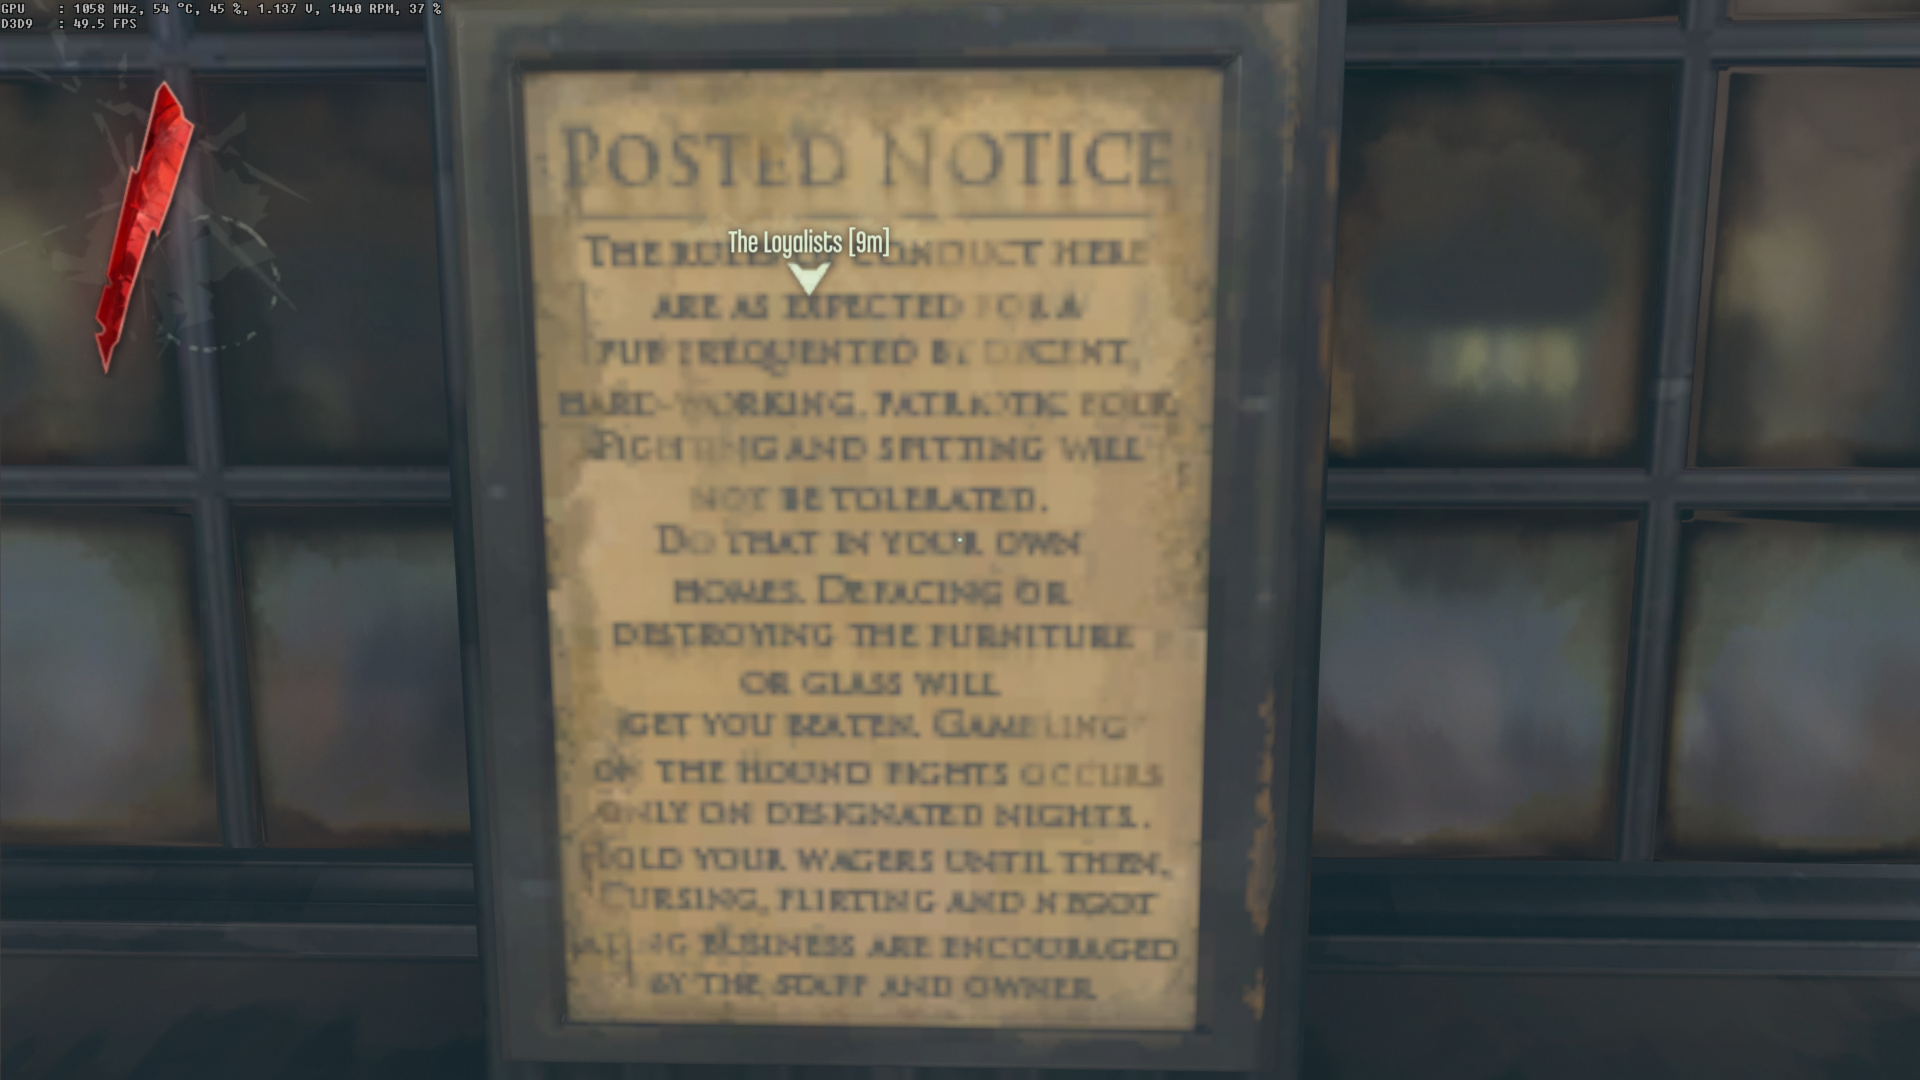 GPU : 1058 MHz, 54 °C, 45 %, 1.137 V, 1440 RPM, 37 %
D3D9 : 49.5 FPS
POSTED NOTICE
The Loyalists [9m]
THE RULES OF CONDUCT HERE
ARE AS EXPECTED FOR A
PUB FREQUENTED BY DECENT,
HARD-WORKING, PATRIOTIC FOLK.
FIGHTING AND SPITTING WILL
NOT BE TOLERATED.
DO THAT IN YOUR OWN
HOMES. DEFACING OR
DESTROYING THE FURNITURE
OR GLASS WILL
GET YOU BEATEN. GAMBLING
ON THE HOUND FIGHTS OCCURS
ONLY ON DESIGNATED NIGHTS.
HOLD YOUR WAGERS UNTIL THEN.
CURSING, FLIRTING AND NEGOT
IATING BUSINESS ARE ENCOURAGED
BY THE STAFF AND OWNER.